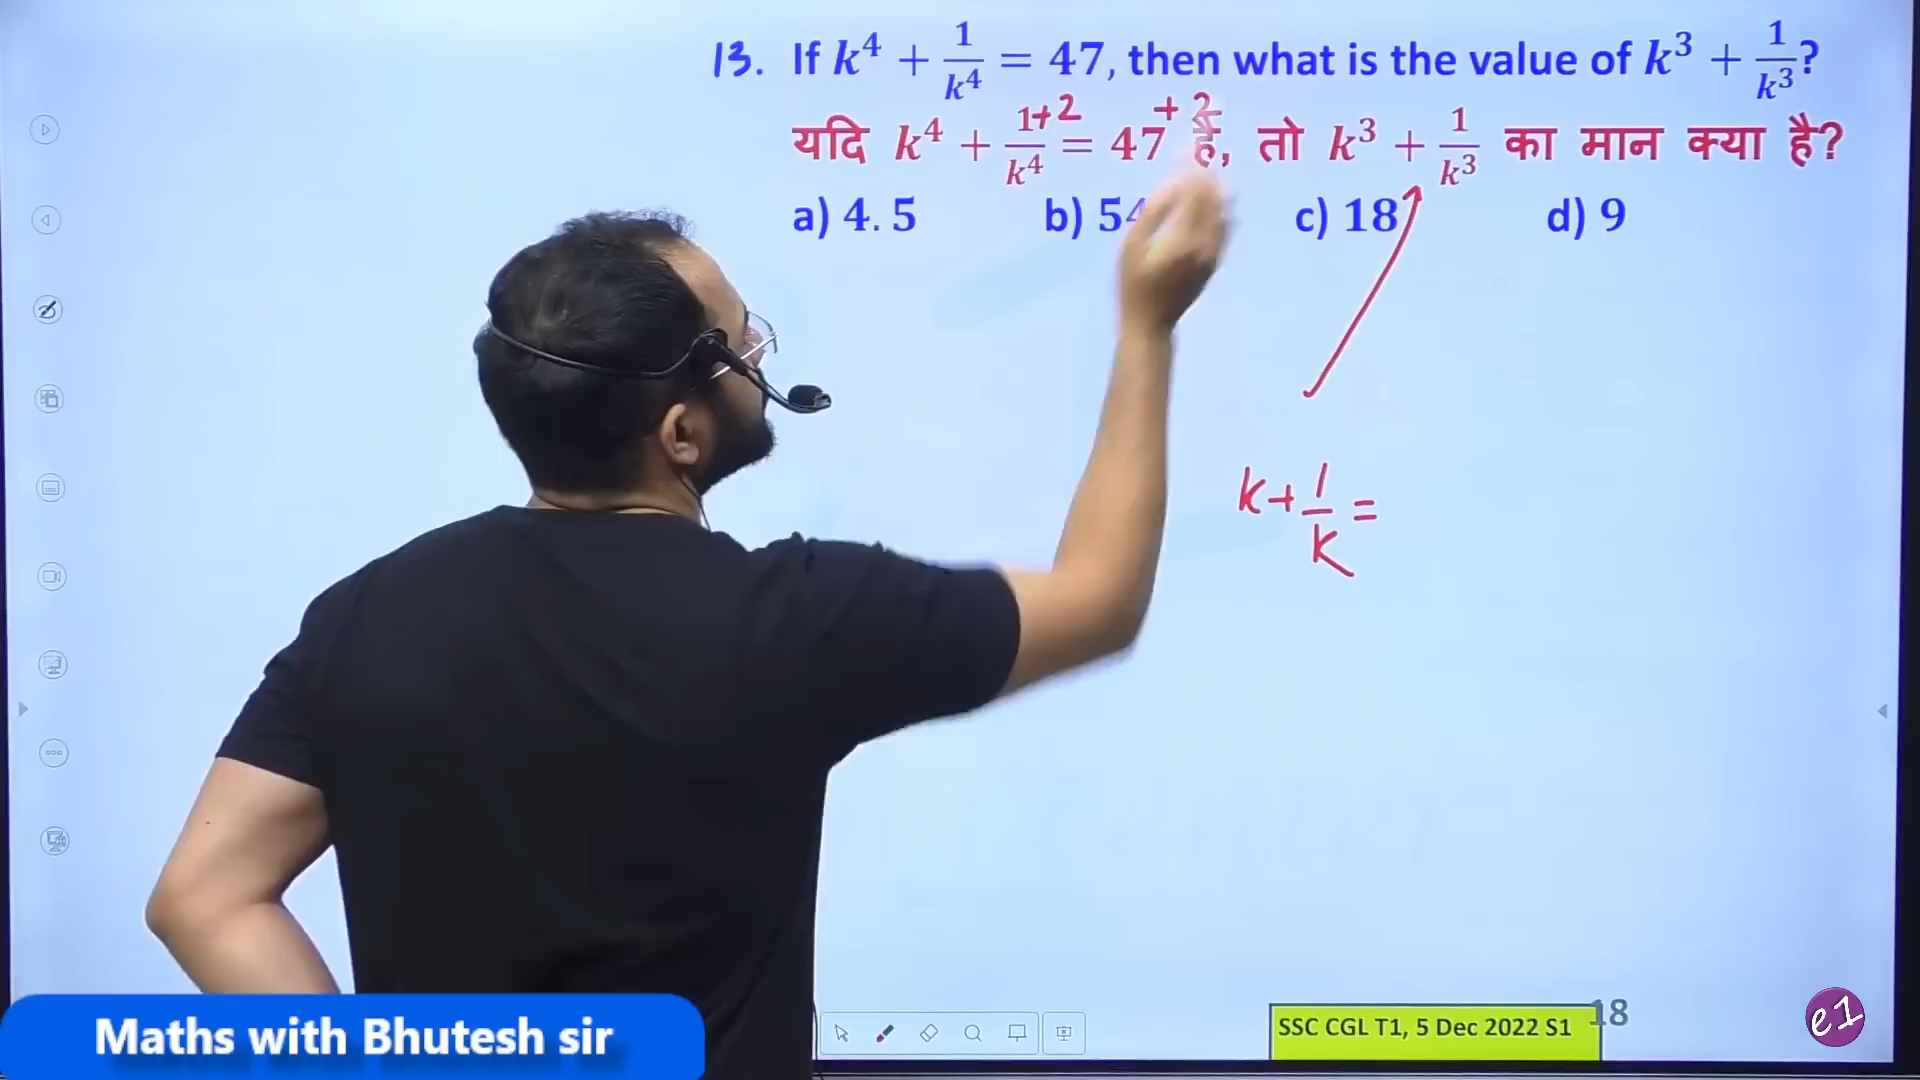 13. If k⁴ + 1/k⁴ = 47, then what is the value of k³ + 1/k³?
यदि k⁴ + 1/k⁴ +2 = 47 +2 है, तो k³ + 1/k³ का मान क्या है?
a) 4.5 b) c) 18 d) 9
k + 1/k =
SSC CGL T1, 5 Dec 2022 S1
18
e1
Maths with Bhutesh sir